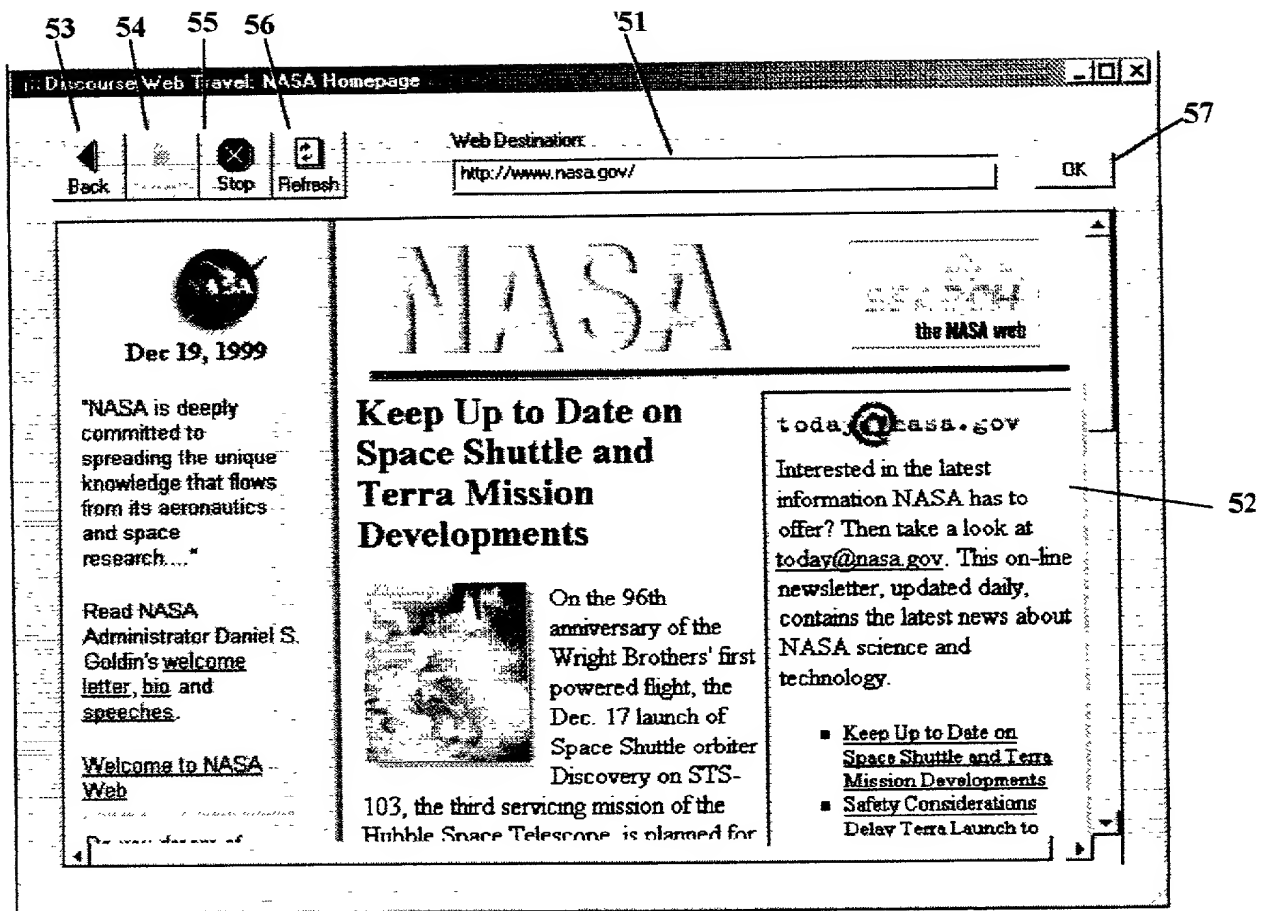 53 54 55 56 51
Discourse Web Travel: NASA Homepage
57
Web Destination:
Back Stop Refresh
http://www.nasa.gov/
OK
NASA
Dec 19, 1999
"NASA is deeply
committed to
spreading the unique
knowledge that flows
from its aeronautics
and space
research...."
Read NASA
Administrator Daniel S.
Goldin's welcome
letter, bio and
speeches.
Welcome to NASA
Web
NASA
SEARCH
the NASA web
Keep Up to Date on
Space Shuttle and
Terra Mission
Developments
On the 96th
anniversary of the
Wright Brothers' first
powered flight, the
Dec. 17 launch of
Space Shuttle orbiter
Discovery on STS-
103, the third servicing mission of the
Hubble Space Telescope, is planned for
today@nasa.gov
Interested in the latest
information NASA has to
offer? Then take a look at
today@nasa.gov. This on-line
newsletter, updated daily,
contains the latest news about
NASA science and
technology.
52
■ Keep Up to Date on
Space Shuttle and Terra
Mission Developments
■ Safety Considerations
Delay Terra Launch to